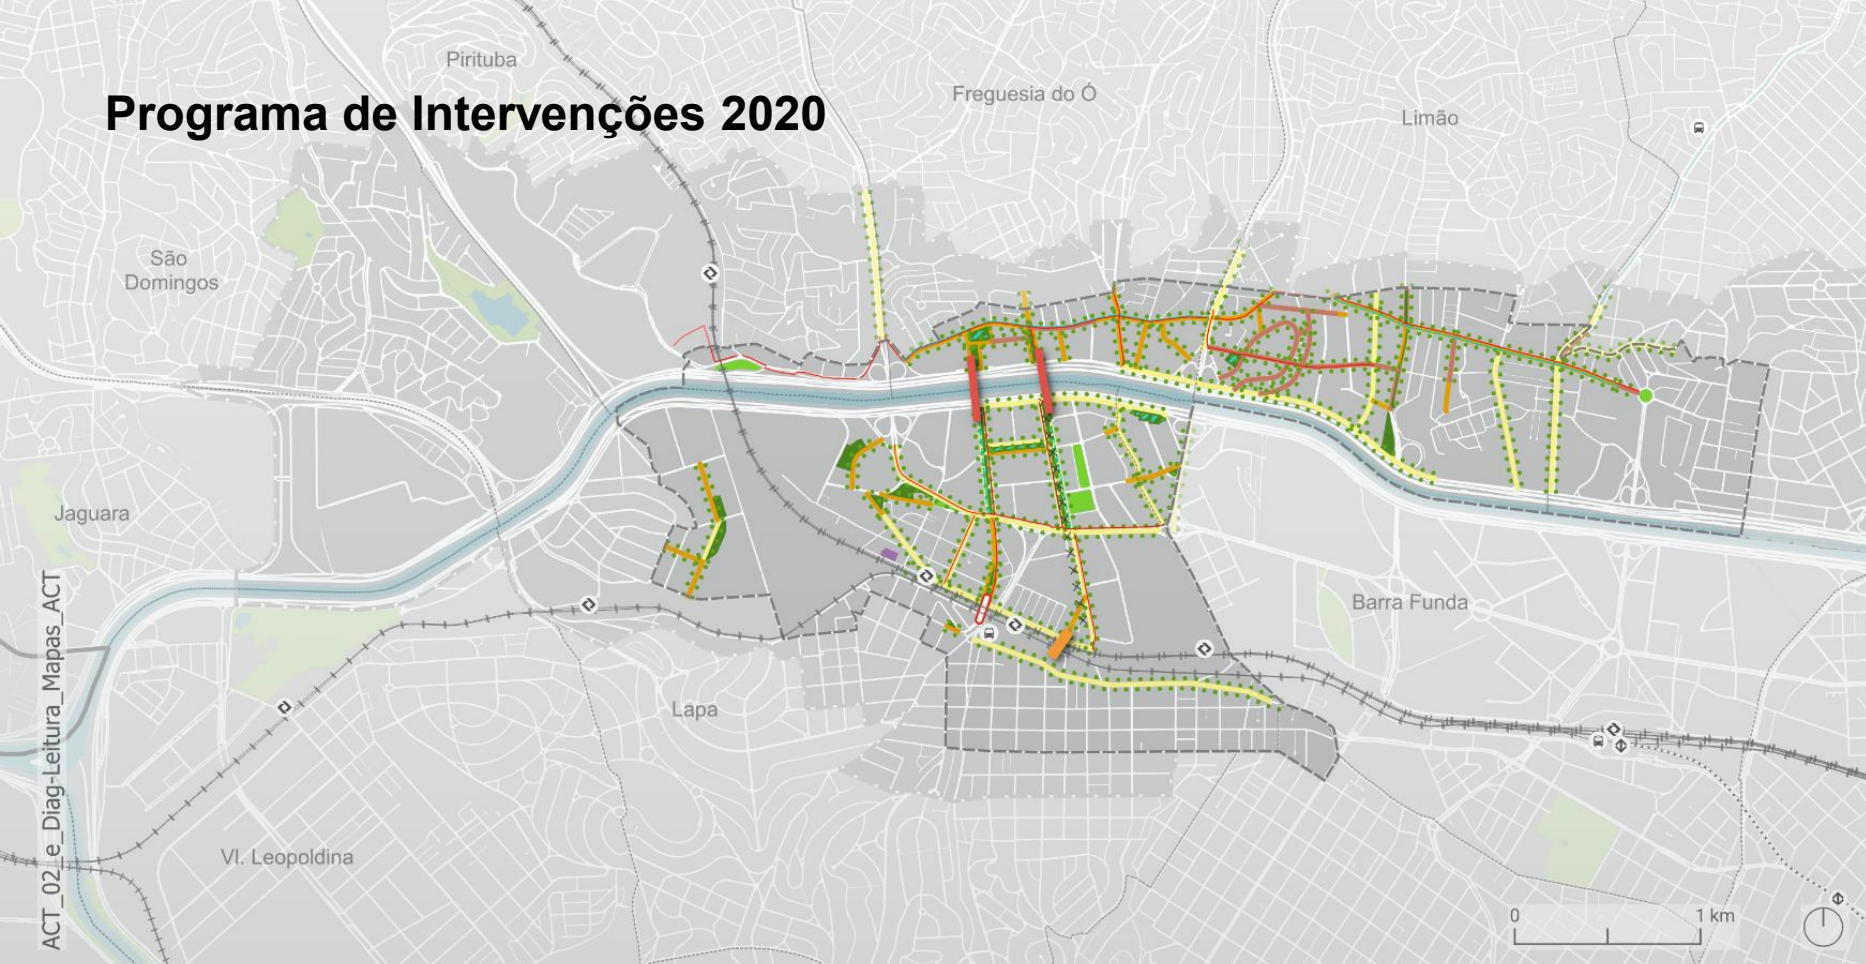 Pirituba
Freguesia do Ó
Programa de Intervenções 2020
Limão
São
Domingos
Jaguara
Barra Funda
Lapa
Vl. Leopoldina
0 1 km
ACT_02_e_Diag-Leitura_Mapas_ACT